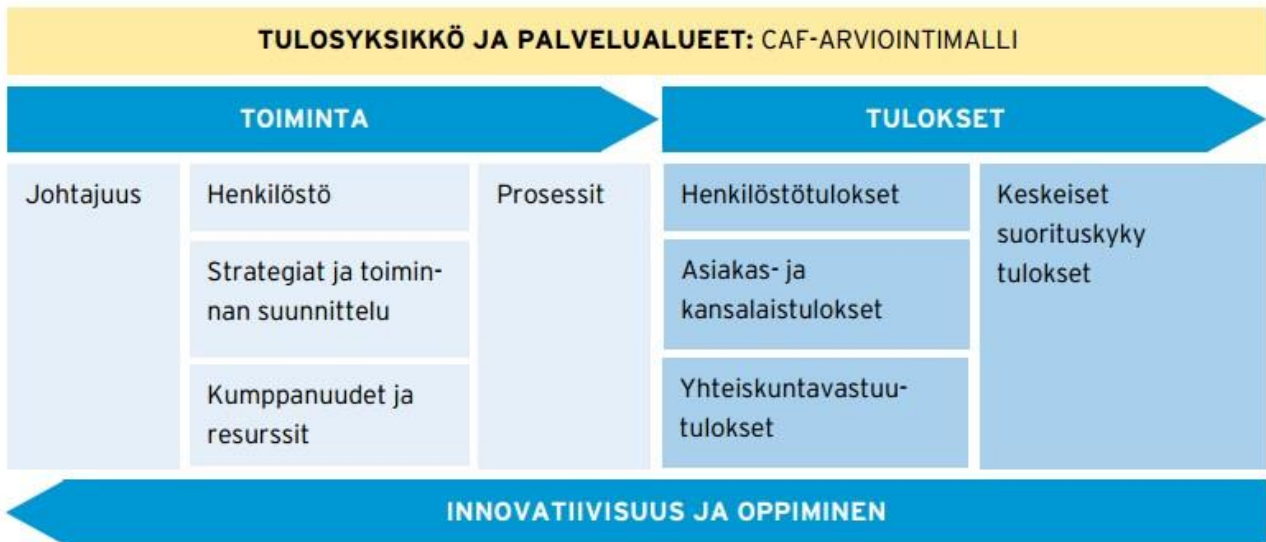 TULOSYKSIKKÖ JA PALVELUALUEET: CAF-ARVIOINTIMALLI
TOIMINTA
TULOKSET
Johtajuus
Henkilöstö
Strategiat ja toimin-
nan suunnittelu
Kumppanuudet ja
resurssit
Prosessit
Henkilöstötulokset
Asiakas- ja
kansalaistulokset
Yhteiskuntavastuu-
tulokset
Keskeiset
suorituskyky
tulokset
INNOVATIIVISUUS JA OPPIMINEN